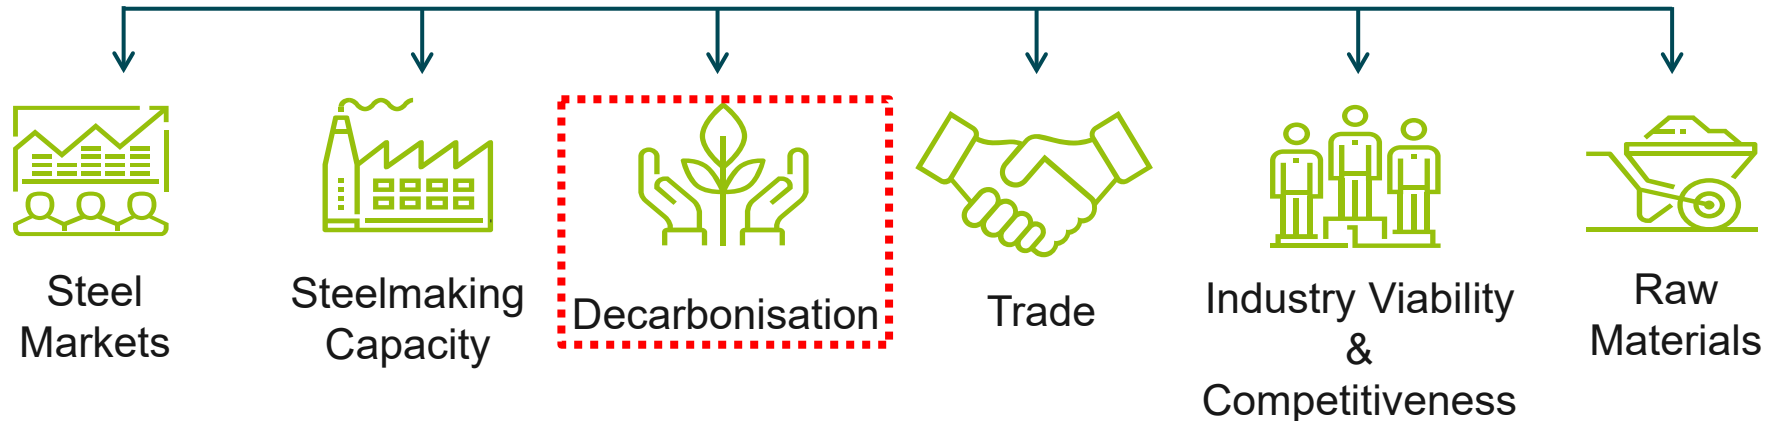 Steel
Markets
Steelmaking
Capacity
Decarbonisation
Trade
Industry Viability
&
Competitiveness
Raw
Materials